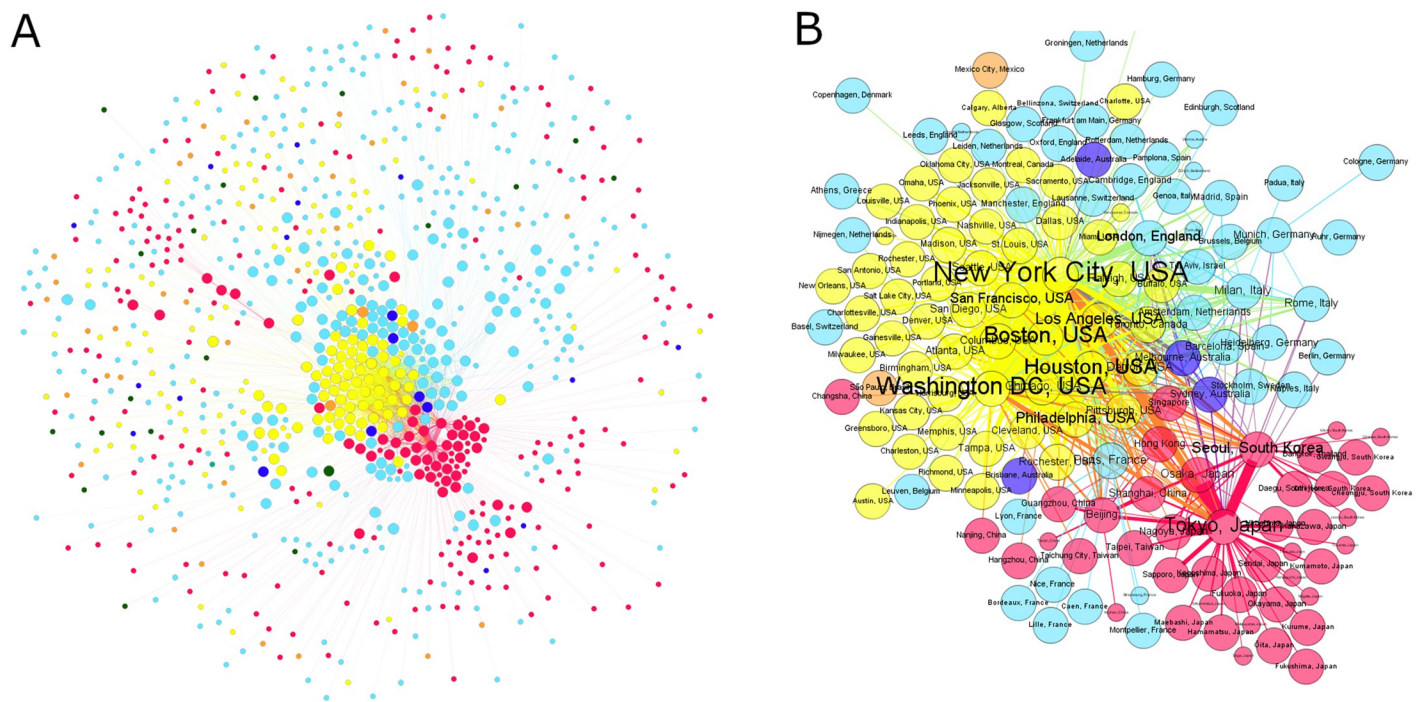 A
B
Groningen, Netherlands
Mexico City, Mexico
Hamburg, Germany
Copenhagen, Denmark
Calgary, Alberta
Bellinzona, Switzerland
Charlotte, USA
Edinburgh, Scotland
Glasgow, Scotland
Frankfurt am Main, Germany
Leeds, England
Leiden, Netherlands
Oxford, England
Rotterdam, Netherlands
Cologne, Germany
Oklahoma City, USA
Montreal, Canada
Adelaide, Australia
Pamplona, Spain
Omaha, USA
Jacksonville, USA
Sacramento, USA
Cambridge, England
Padua, Italy
Athens, Greece
Louisville, USA
Phoenix, USA
Manchester, England
Lausanne, Switzerland
Genoa, Italy
Madrid, Spain
Indianapolis, USA
Nashville, USA
Dallas, USA
Nijmegen, Netherlands
Madison, USA
St. Louis, USA
London, England
Brussels, Belgium
Munich, Germany
Rochester, USA
Seattle, USA
New York City, USA
Tel Aviv, Israel
San Antonio, USA
Portland, USA
Buffalo, USA
New Orleans, USA
Salt Lake City, USA
San Francisco, USA
Milan, Italy
Rome, Italy
Charlottesville, USA
San Diego, USA
Los Angeles, USA
Amsterdam, Netherlands
Basel, Switzerland
Denver, USA
Toronto, Canada
Gainesville, USA
Columbus, USA
Boston, USA
Barcelona, Spain
Heidelberg, Germany
Milwaukee, USA
Atlanta, USA
Melbourne, Australia
Berlin, Germany
Birmingham, USA
Houston, USA
Changsha, China
Washington DC, USA
Chicago, USA
Stockholm, Sweden
Naples, Italy
Sydney, Australia
Singapore
Kansas City, USA
Philadelphia, USA
Pittsburgh, USA
Greensboro, USA
Memphis, USA
Cleveland, USA
Hong Kong
Seoul, South Korea
Charleston, USA
Tampa, USA
Paris, France
Richmond, USA
Brisbane, Australia
Osaka, Japan
Austin, USA
Leuven, Belgium
Minneapolis, USA
Shanghai, China
Daegu, South Korea
Cheongju, South Korea
Guangzhou, China
Lyon, France
Beijing,
Tokyo, Japan
Nanjing, China
Nagoya, Japan
Hangzhou, China
Taichung City, Taiwan
Taipei, Taiwan
Sendai, Japan
Kumamoto, Japan
Nice, France
Sapporo, Japan
Kagoshima, Japan
Bordeaux, France
Caen, France
Fukuoka, Japan
Okayama, Japan
Lille, France
Montpellier, France
Maebashi, Japan
Hamamatsu, Japan
Kurume, Japan
Oita, Japan
Fukushima, Japan